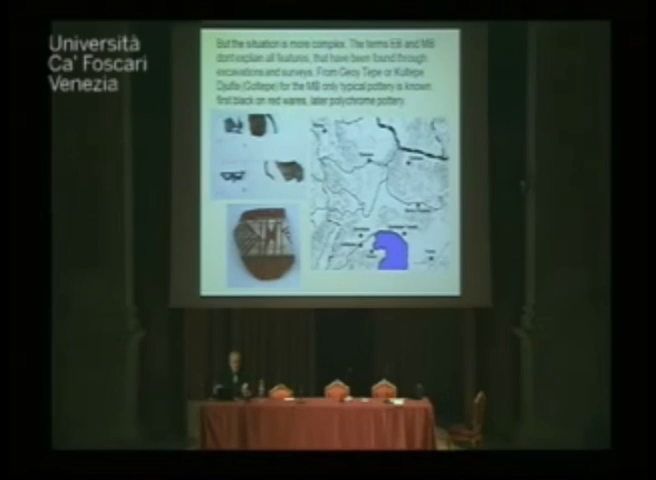 Università
Ca' Foscari
Venezia
But the situation is more complex. The terms EB and MB
don't explain all features, that have been found through
excavations and surveys. From Geoy Tepe or Kultepe
Djulfa (Göltepe) for the MB only typical pottery is known
first black on red wares, later polychrome pottery.